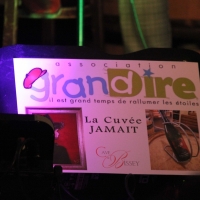 association
grandire
il est grand temps de rallumer les étoiles
La Cuvée
JAMAIT